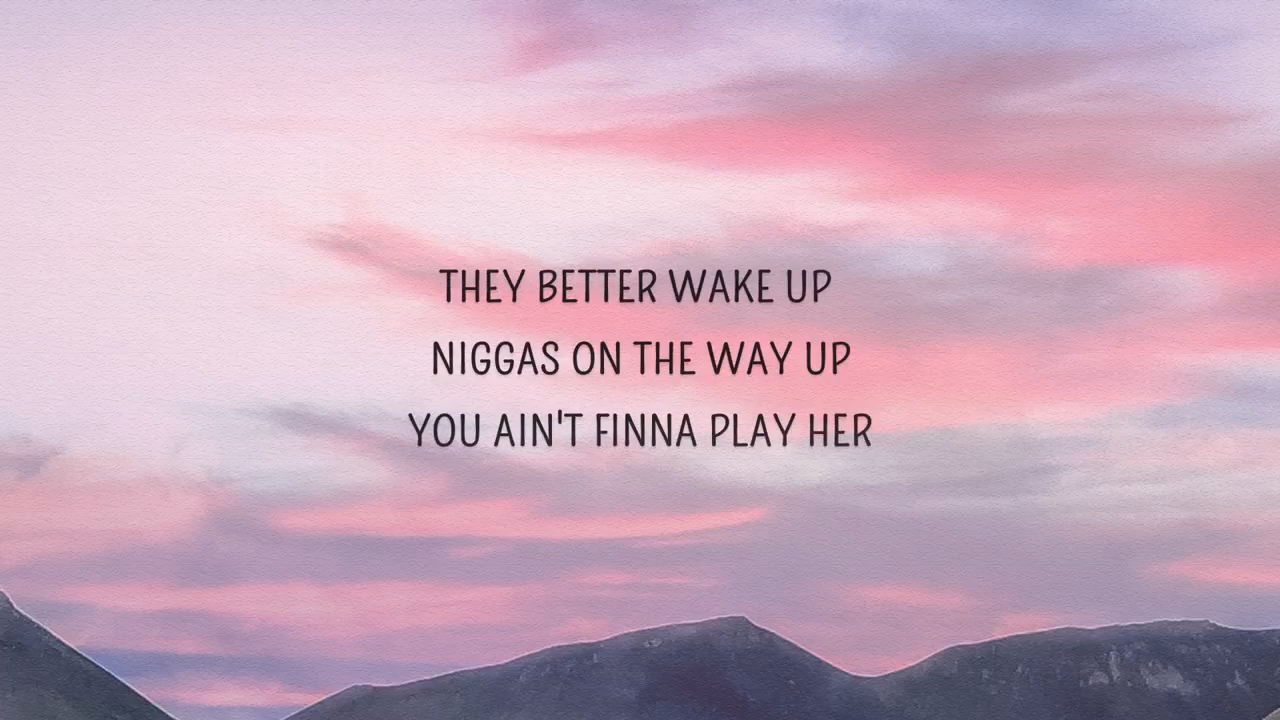 THEY BETTER WAKE UP
NIGGAS ON THE WAY UP
YOU AIN'T FINNA PLAY HER